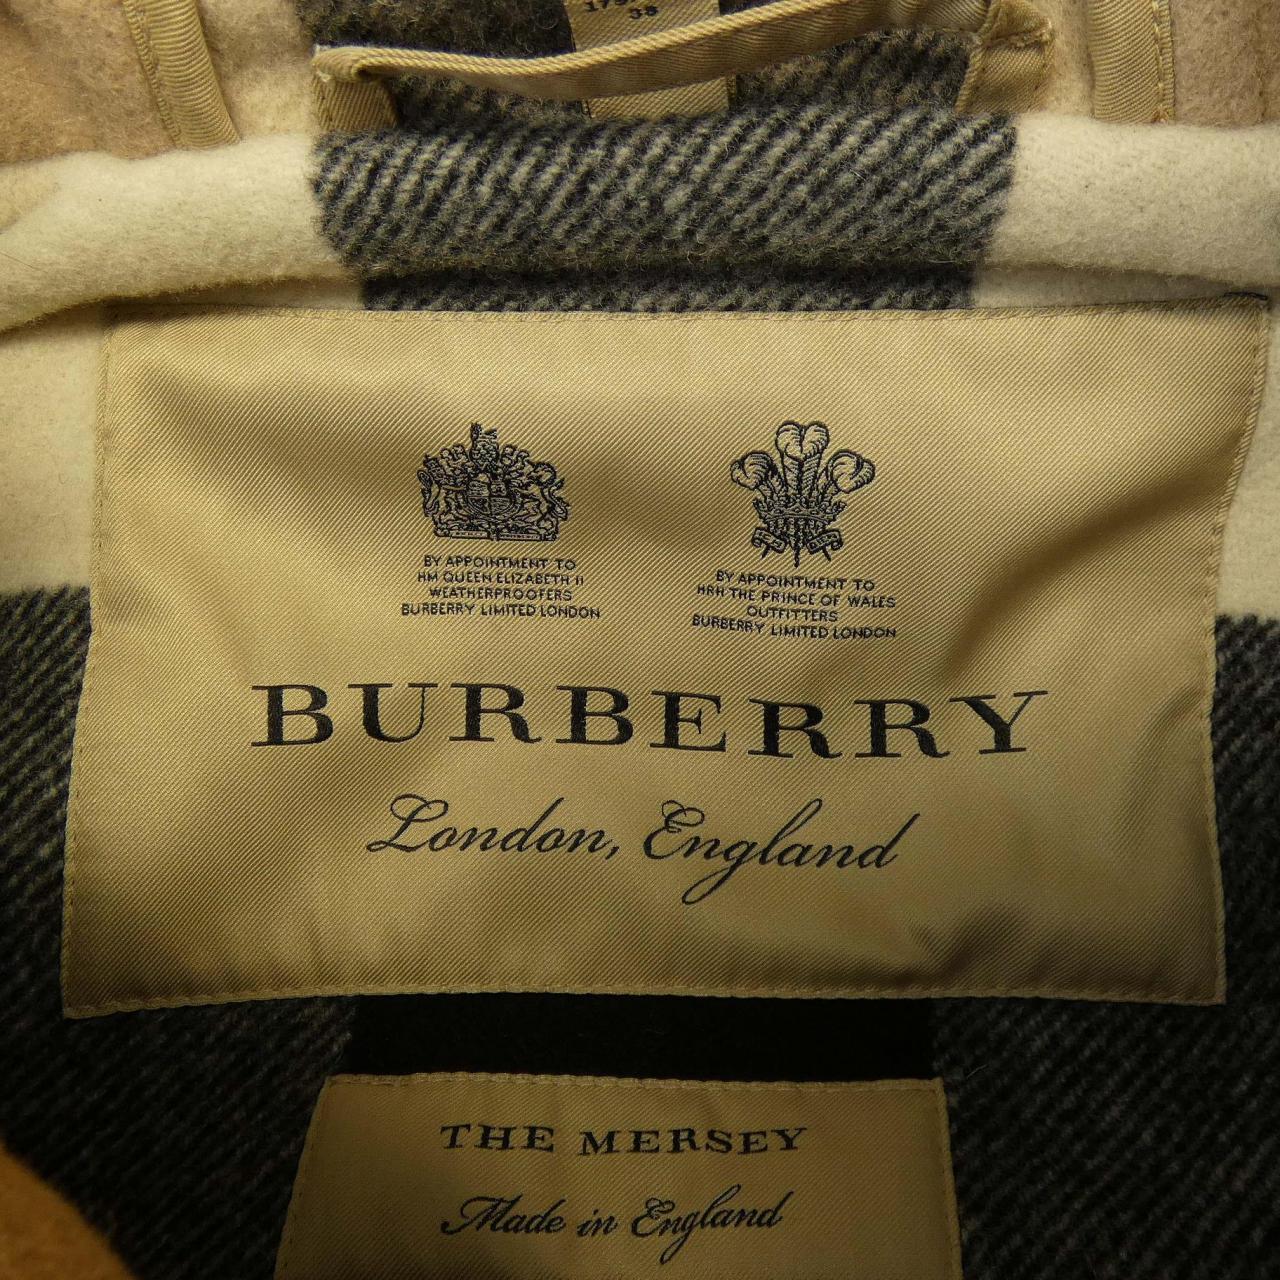 38
BY APPOINTMENT TO
HM QUEEN ELIZABETH II
WEATHERPROOFERS
BURBERRY LIMITED LONDON
BY APPOINTMENT TO
HRH THE PRINCE OF WALES
OUTFITTERS
BURBERRY LIMITED LONDON
BURBERRY
London, England
THE MERSEY
Made in England